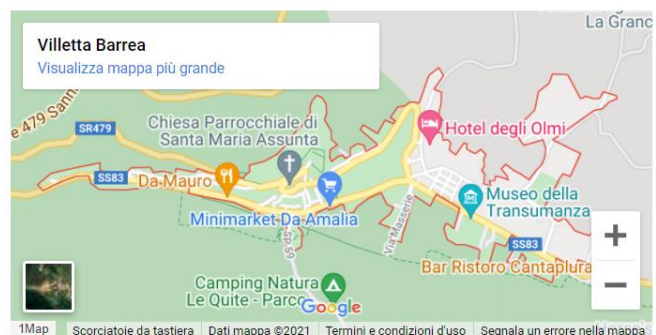 Villetta Barrea
Visualizza mappa più grande
La Granc
e 479 Sann
SR479
Chiesa Parrocchiale di
Santa Maria Assunta
Hotel degli Olmi
SS83
Da Mauro
Museo della
Transumanza
Minimarket Da Amalia
SP 59
Via Masserie
SS83
Bar Ristoro Cantaplura
Camping Natura
Le Quite - Parco
Google
1Map
Scorciatoie da tastiera
Dati mappa ©2021
Termini e condizioni d'uso
Segnala un errore nella mappa